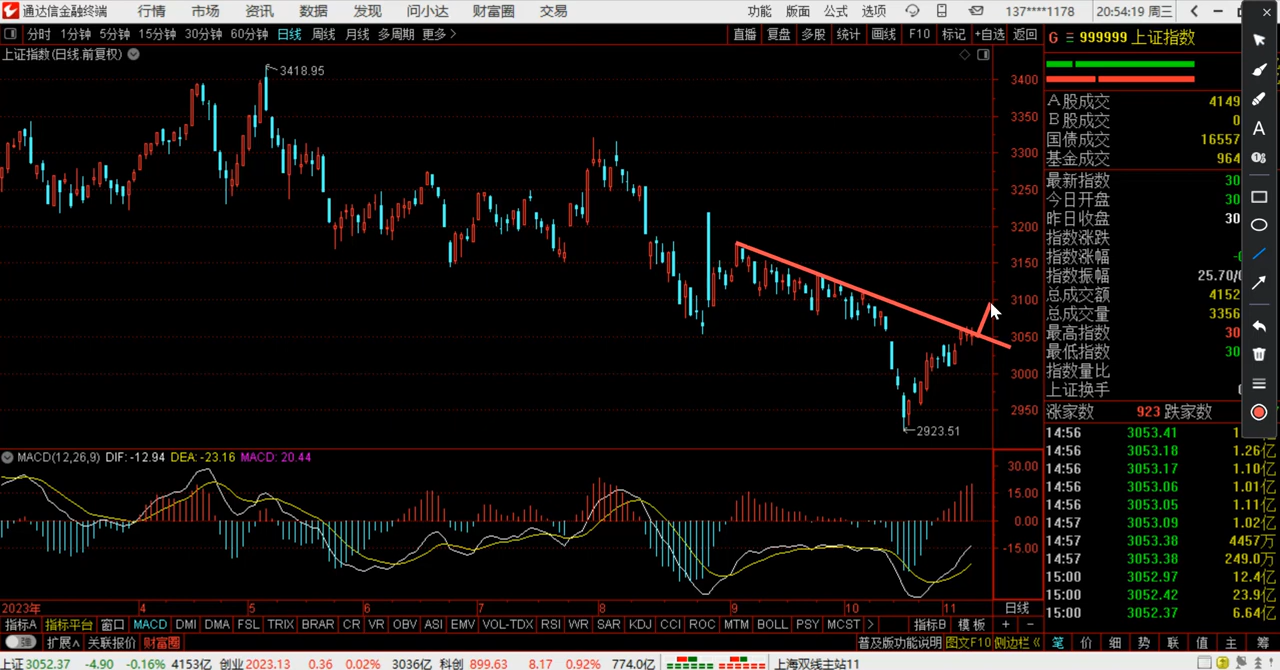 通达信金融终端 行情 市场 资讯 数据 发现 问小达 财富圈 交易 功能 版面 公式 选项 137****1178 20:54:19 周三
分时 1分钟 5分钟 15分钟 30分钟 60分钟 日线 周线 月线 多周期 更多 直播 复盘 多股 统计 画线 F10 标记 +自选 返回
G 999999 上证指数
上证指数(日线.前复权)
3418.95
3400
3350
3300
3250
3200
3150
3100
3050
3000
2950
2923.51
A股成交 4149
B股成交 0
国债成交 16557
基金成交 964
最新指数 30
今日开盘 30
昨日收盘 30
指数涨跌
指数涨幅 -0
指数振幅 25.70/
总成交额 4152
总成交量 3356
最高指数 30
最低指数 30
指数量比
上证换手
涨家数 923 跌家数
14:56 3053.41 1
14:56 3053.18 1.26亿
14:56 3053.17 1.10亿
14:56 3053.06 1.01亿
14:56 3053.05 1.11亿
14:57 3053.09 1.02亿
14:57 3053.38 4457万
14:57 3053.38 249.0万
15:00 3052.97 12.4亿
15:00 3052.42 23.9亿
15:00 3052.37 6.64亿
MACD(12,26,9) DIF: -12.94 DEA: -23.16 MACD: 20.44
30.00
15.00
0.00
-15.00
2023年 4 5 6 7 8 9 10 11 日线
指标A 指标平台 窗口 MACD DMI DMA FSL TRIX BRAR CR VR OBV ASI EMV VOL-TDX RSI WR SAR KDJ CCI ROC MTM BOLL PSY MCST 指标B 模板 + -
扩展 关联报价 财富圈 普及版功能说明 图文F10 侧边栏
笔 价 细 势 联 值 主 筹
上证 3052.37 -4.90 -0.16% 4153亿 创业 2023.13 0.36 0.02% 3036亿 科创 899.63 8.17 0.92% 774.0亿 上海双线主站11